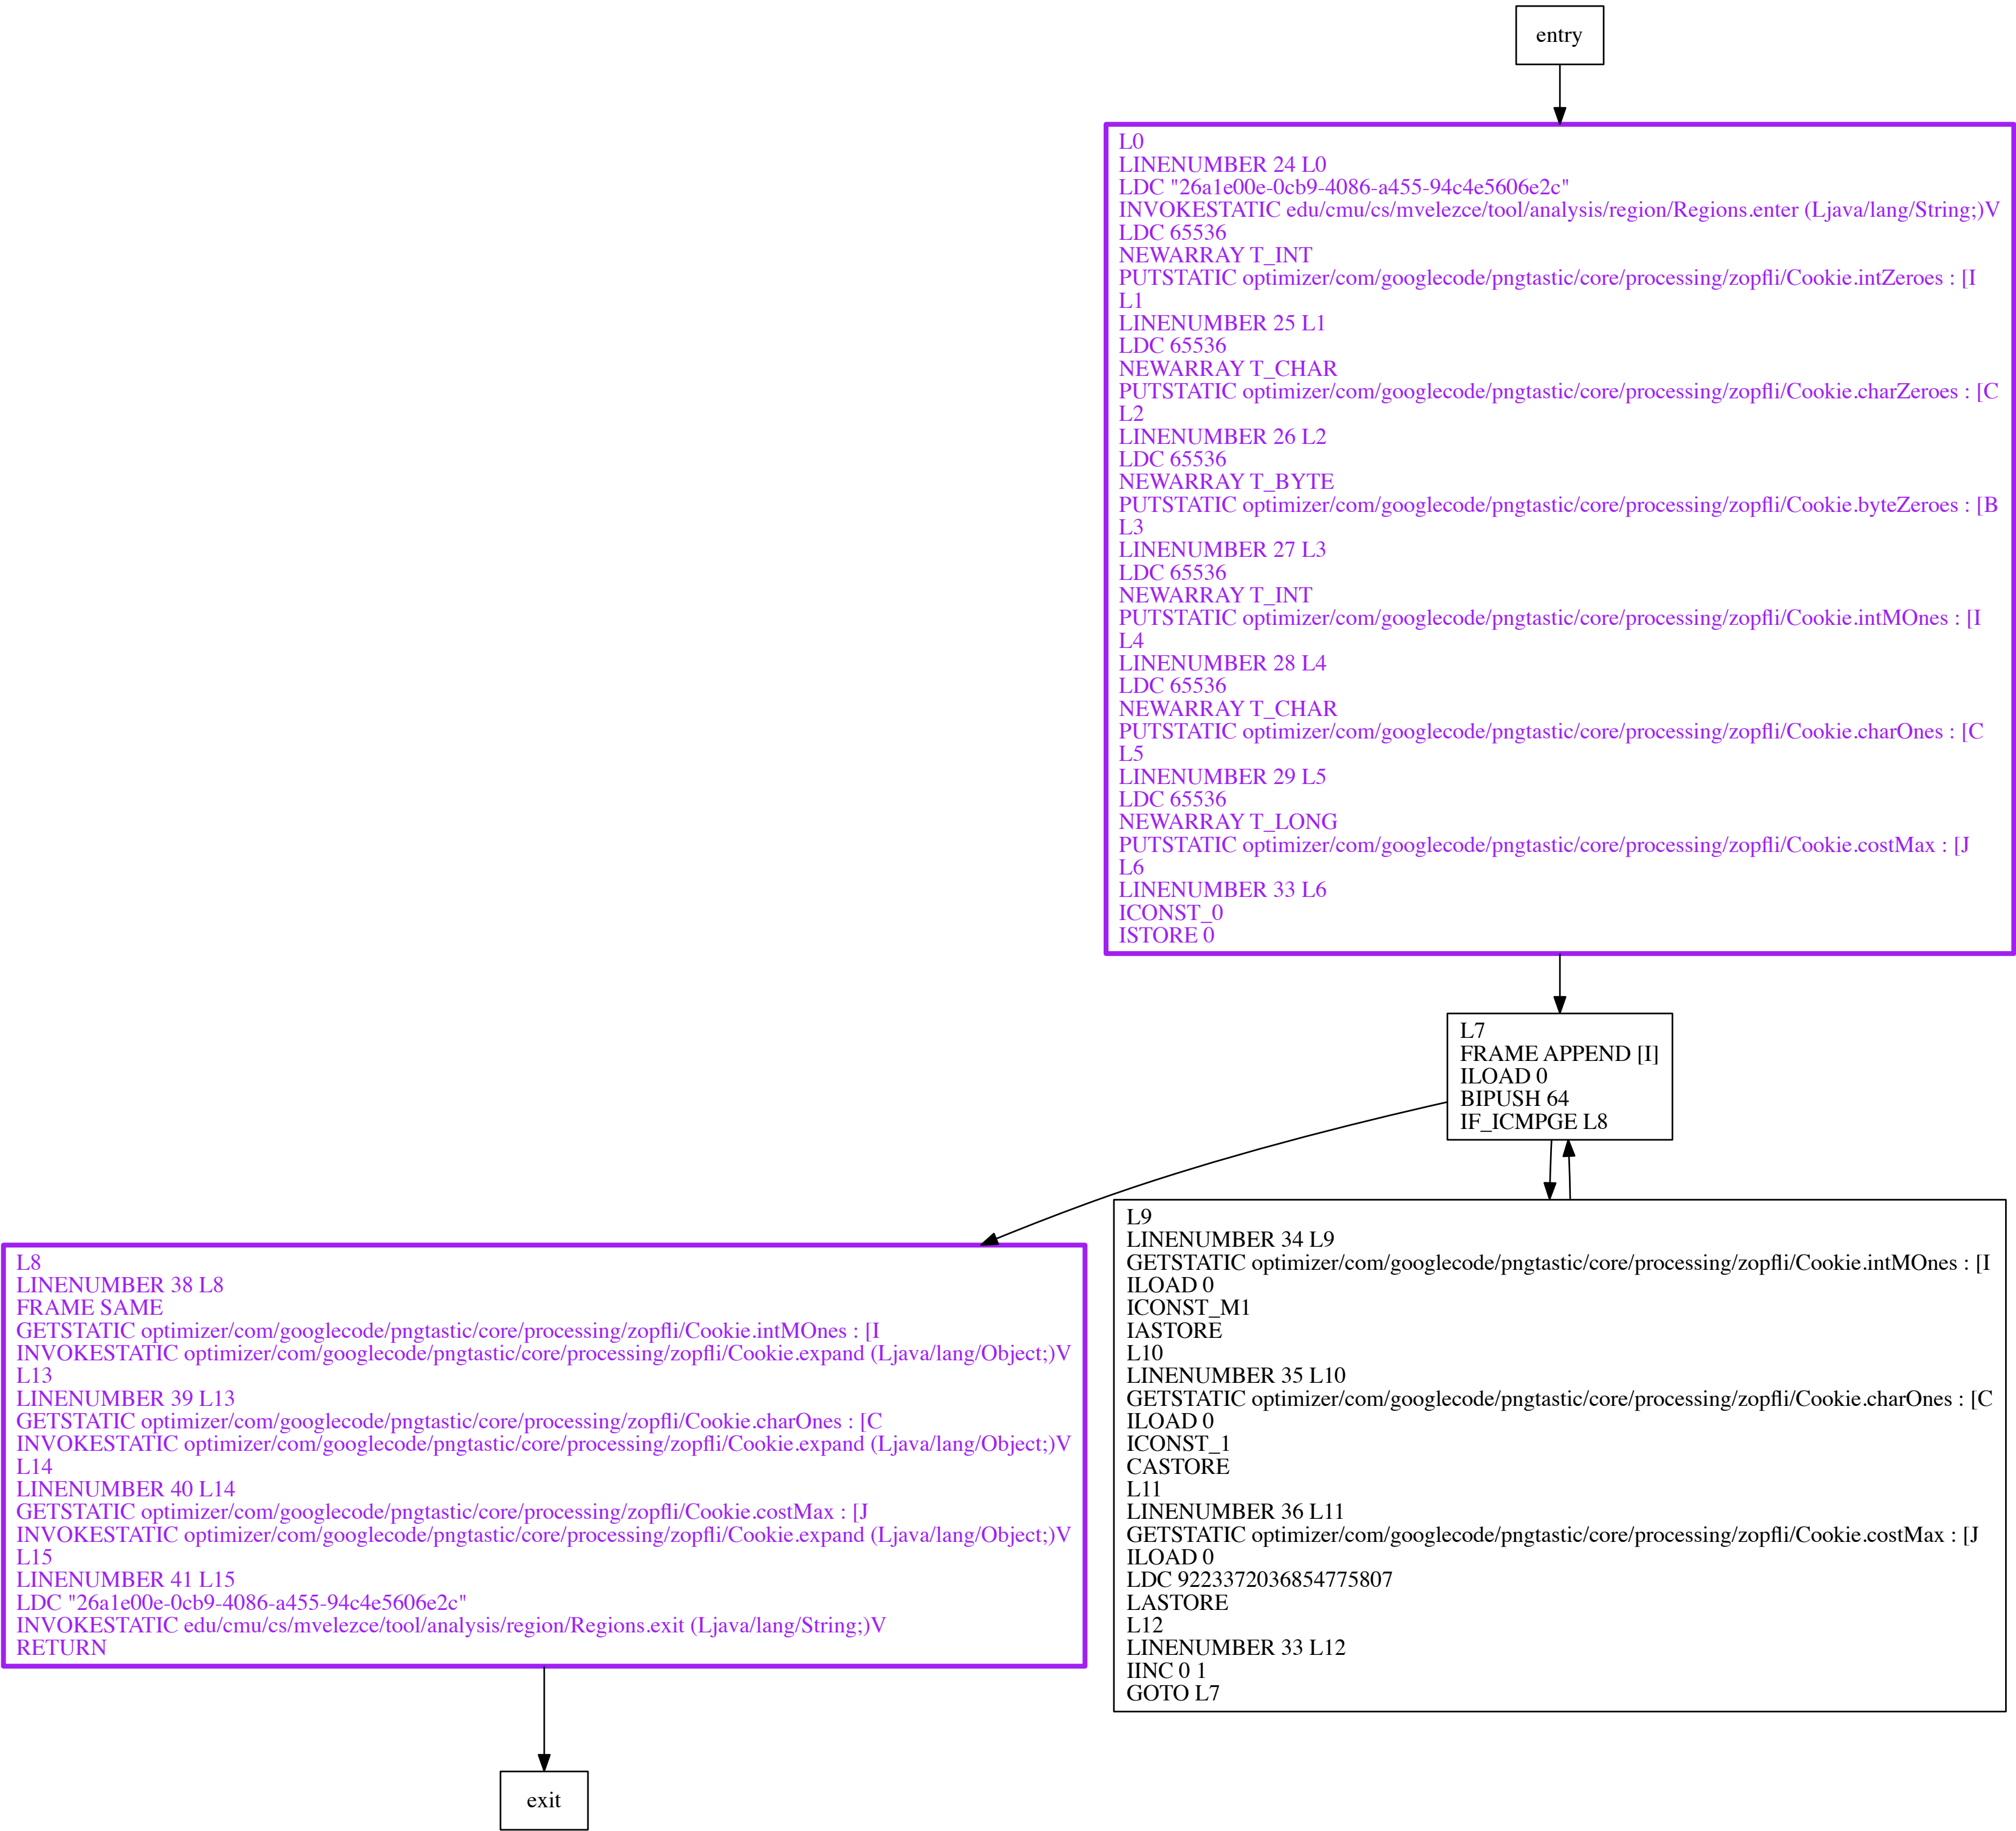 entry
L0
LINENUMBER 24 L0
LDC "26a1e00e-0cb9-4086-a455-94c4e5606e2c"
INVOKESTATIC edu/cmu/cs/mvelezce/tool/analysis/region/Regions.enter (Ljava/lang/String;)V
LDC 65536
NEWARRAY T_INT
PUTSTATIC optimizer/com/googlecode/pngtastic/core/processing/zopfli/Cookie.intZeroes : [I
L1
LINENUMBER 25 L1
LDC 65536
NEWARRAY T_CHAR
PUTSTATIC optimizer/com/googlecode/pngtastic/core/processing/zopfli/Cookie.charZeroes : [C
L2
LINENUMBER 26 L2
LDC 65536
NEWARRAY T_BYTE
PUTSTATIC optimizer/com/googlecode/pngtastic/core/processing/zopfli/Cookie.byteZeroes : [B
L3
LINENUMBER 27 L3
LDC 65536
NEWARRAY T_INT
PUTSTATIC optimizer/com/googlecode/pngtastic/core/processing/zopfli/Cookie.intMOnes : [I
L4
LINENUMBER 28 L4
LDC 65536
NEWARRAY T_CHAR
PUTSTATIC optimizer/com/googlecode/pngtastic/core/processing/zopfli/Cookie.charOnes : [C
L5
LINENUMBER 29 L5
LDC 65536
NEWARRAY T_LONG
PUTSTATIC optimizer/com/googlecode/pngtastic/core/processing/zopfli/Cookie.costMax : [J
L6
LINENUMBER 33 L6
ICONST_0
ISTORE 0
L7
FRAME APPEND [I]
ILOAD 0
BIPUSH 64
IF_ICMPGE L8
L8
LINENUMBER 38 L8
FRAME SAME
GETSTATIC optimizer/com/googlecode/pngtastic/core/processing/zopfli/Cookie.intMOnes : [I
INVOKESTATIC optimizer/com/googlecode/pngtastic/core/processing/zopfli/Cookie.expand (Ljava/lang/Object;)V
L13
LINENUMBER 39 L13
GETSTATIC optimizer/com/googlecode/pngtastic/core/processing/zopfli/Cookie.charOnes : [C
INVOKESTATIC optimizer/com/googlecode/pngtastic/core/processing/zopfli/Cookie.expand (Ljava/lang/Object;)V
L14
LINENUMBER 40 L14
GETSTATIC optimizer/com/googlecode/pngtastic/core/processing/zopfli/Cookie.costMax : [J
INVOKESTATIC optimizer/com/googlecode/pngtastic/core/processing/zopfli/Cookie.expand (Ljava/lang/Object;)V
L15
LINENUMBER 41 L15
LDC "26a1e00e-0cb9-4086-a455-94c4e5606e2c"
INVOKESTATIC edu/cmu/cs/mvelezce/tool/analysis/region/Regions.exit (Ljava/lang/String;)V
RETURN
L9
LINENUMBER 34 L9
GETSTATIC optimizer/com/googlecode/pngtastic/core/processing/zopfli/Cookie.intMOnes : [I
ILOAD 0
ICONST_M1
IASTORE
L10
LINENUMBER 35 L10
GETSTATIC optimizer/com/googlecode/pngtastic/core/processing/zopfli/Cookie.charOnes : [C
ILOAD 0
ICONST_1
CASTORE
L11
LINENUMBER 36 L11
GETSTATIC optimizer/com/googlecode/pngtastic/core/processing/zopfli/Cookie.costMax : [J
ILOAD 0
LDC 9223372036854775807
LASTORE
L12
LINENUMBER 33 L12
IINC 0 1
GOTO L7
exit